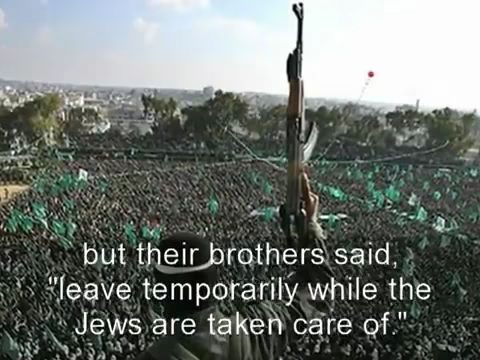 but their brothers said,
"leave temporarily while the
Jews are taken care of."